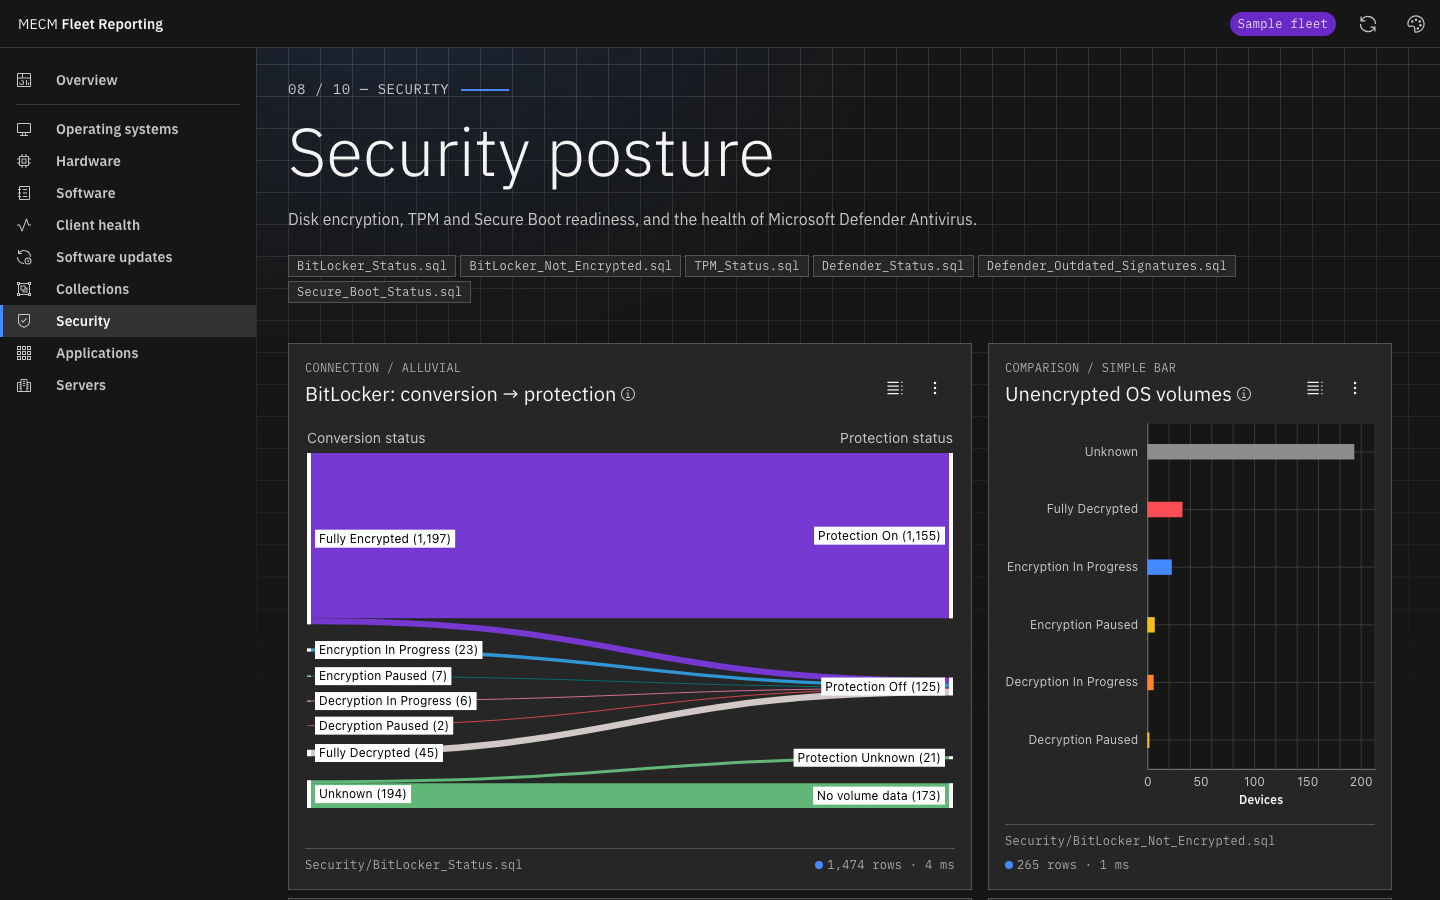 MECM Fleet Reporting
Sample fleet
Overview
Operating systems
Hardware
Software
Client health
Software updates
Collections
Security
Applications
Servers
08 / 10 — SECURITY
Security posture
Disk encryption, TPM and Secure Boot readiness, and the health of Microsoft Defender Antivirus.
BitLocker_Status.sql BitLocker_Not_Encrypted.sql TPM_Status.sql Defender_Status.sql Defender_Outdated_Signatures.sql
Secure_Boot_Status.sql
CONNECTION / ALLUVIAL
BitLocker: conversion → protection
Conversion status Protection status
Fully Encrypted (1,197) Protection On (1,155)
Encryption In Progress (23)
Encryption Paused (7)
Protection Off (125)
Decryption In Progress (6)
Decryption Paused (2)
Fully Decrypted (45)
Protection Unknown (21)
Unknown (194) No volume data (173)
Security/BitLocker_Status.sql 1,474 rows · 4 ms
COMPARISON / SIMPLE BAR
Unencrypted OS volumes
Unknown
Fully Decrypted
Encryption In Progress
Encryption Paused
Decryption In Progress
Decryption Paused
0 50 100 150 200
Devices
Security/BitLocker_Not_Encrypted.sql
265 rows · 1 ms